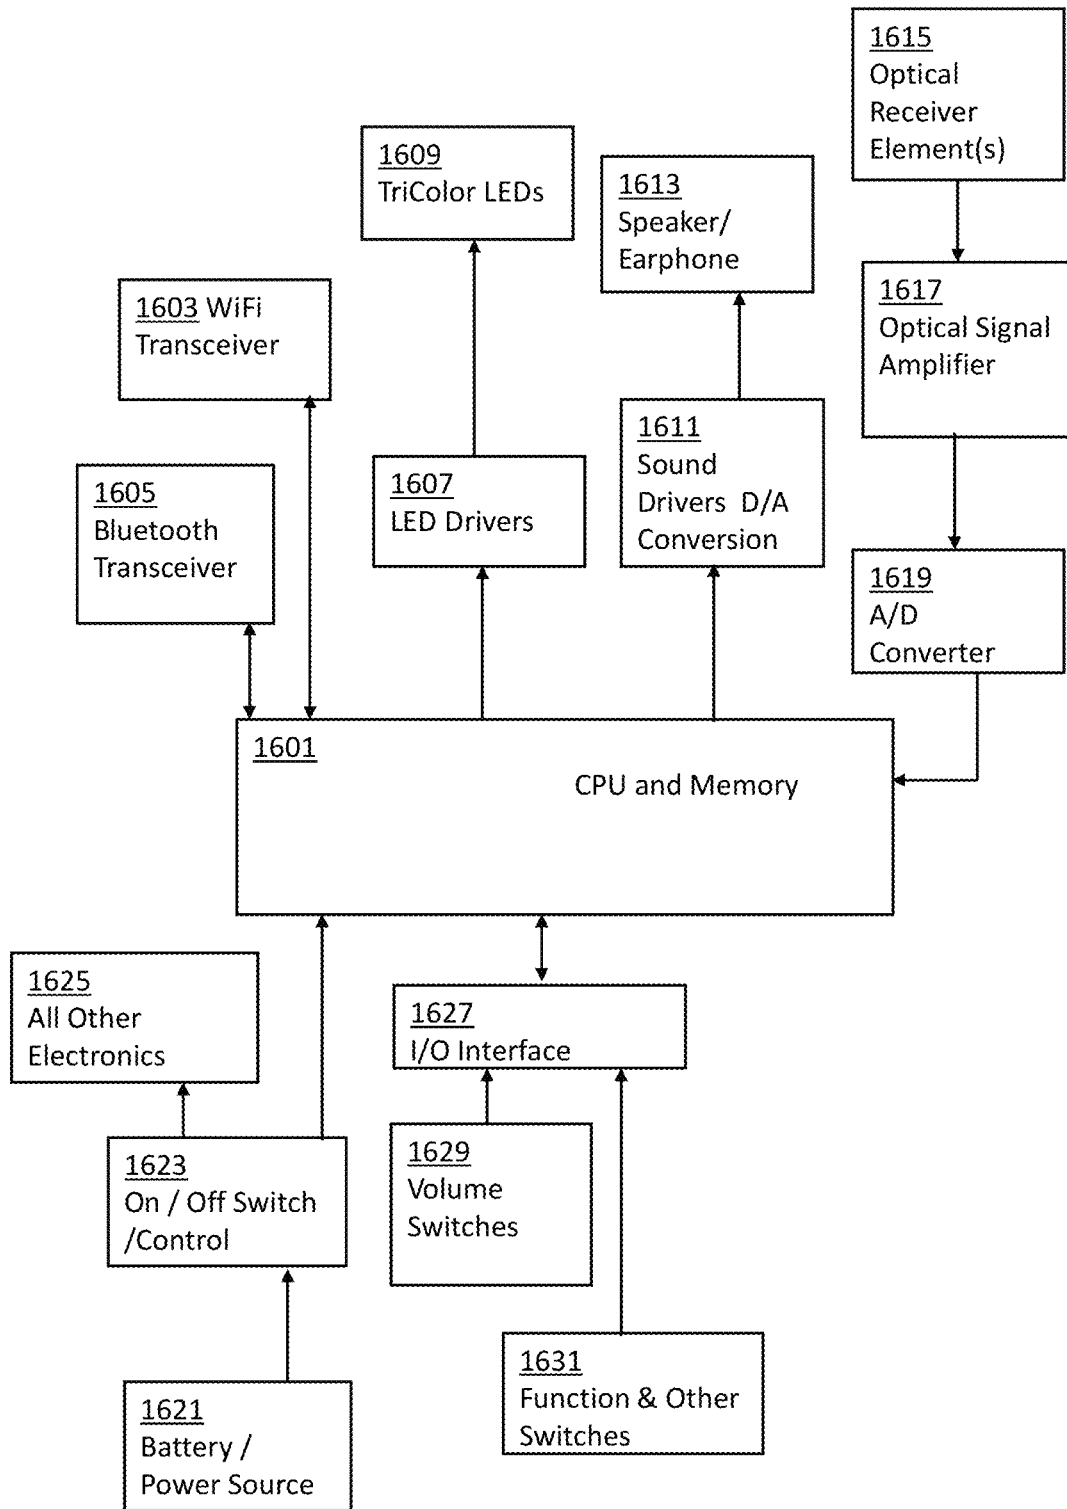 1615
Optical
Receiver
Element(s)
1609
TriColor LEDs
1613
Speaker/
Earphone
1603 WiFi
Transceiver
1617
Optical Signal
Amplifier
1605
Bluetooth
Transceiver
1607
LED Drivers
1611
Sound
Drivers D/A
Conversion
1619
A/D
Converter
1601
CPU and Memory
1625
All Other
Electronics
1627
I/O Interface
1623
On / Off Switch
/Control
1629
Volume
Switches
1631
Function & Other
Switches
1621
Battery /
Power Source